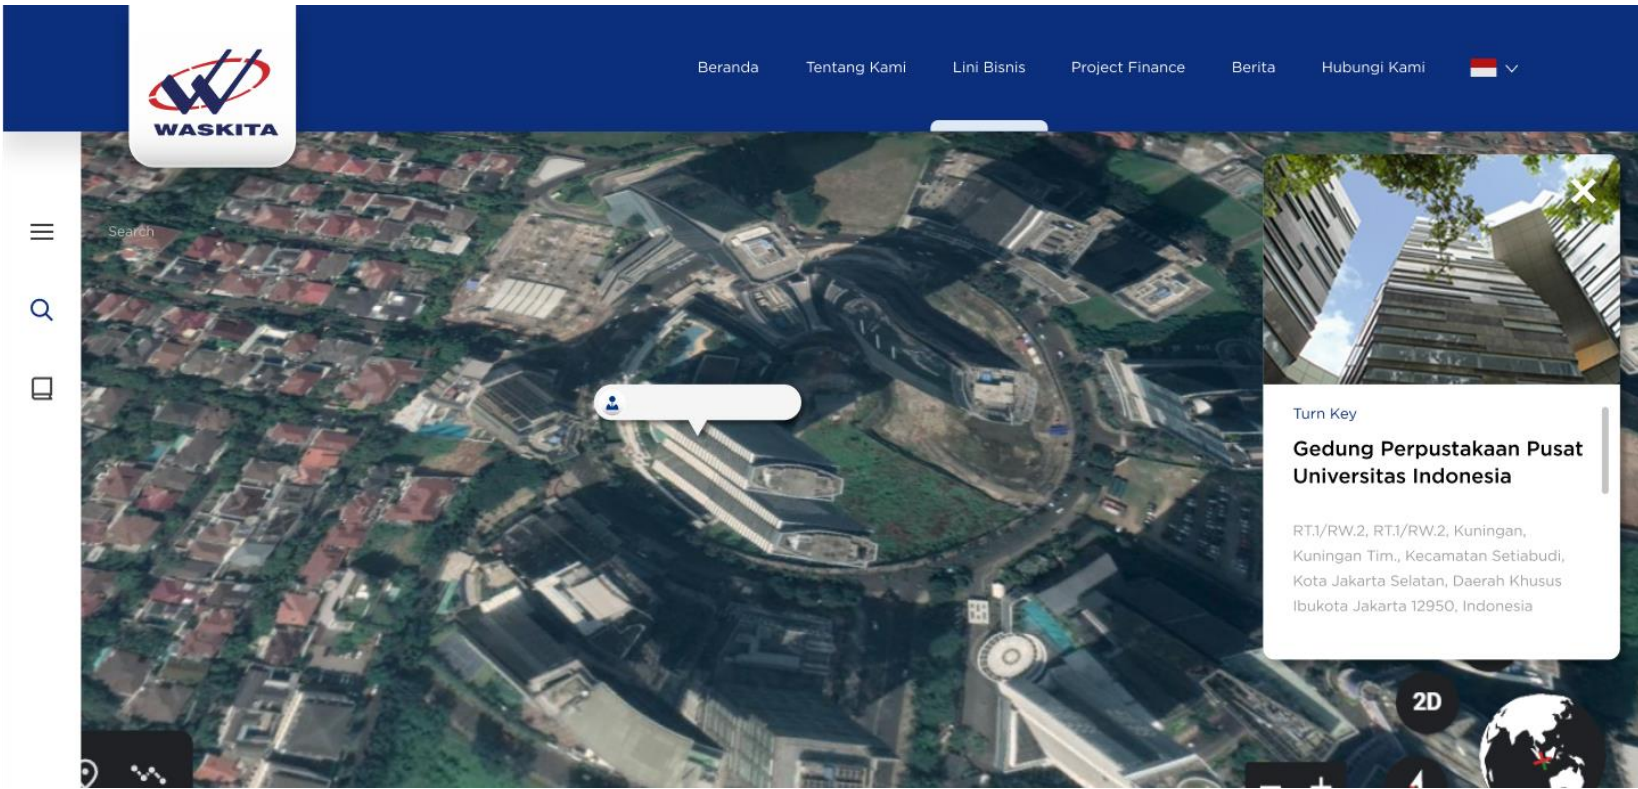 WASKITA
Beranda
Tentang Kami
Lini Bisnis
Project Finance
Berita
Hubungi Kami
Search
Turn Key
Gedung Perpustakaan Pusat
Universitas Indonesia
RT.1/RW.2, RT.1/RW.2, Kuningan,
Kuningan Tim., Kecamatan Setiabudi,
Kota Jakarta Selatan, Daerah Khusus
Ibukota Jakarta 12950, Indonesia
2D